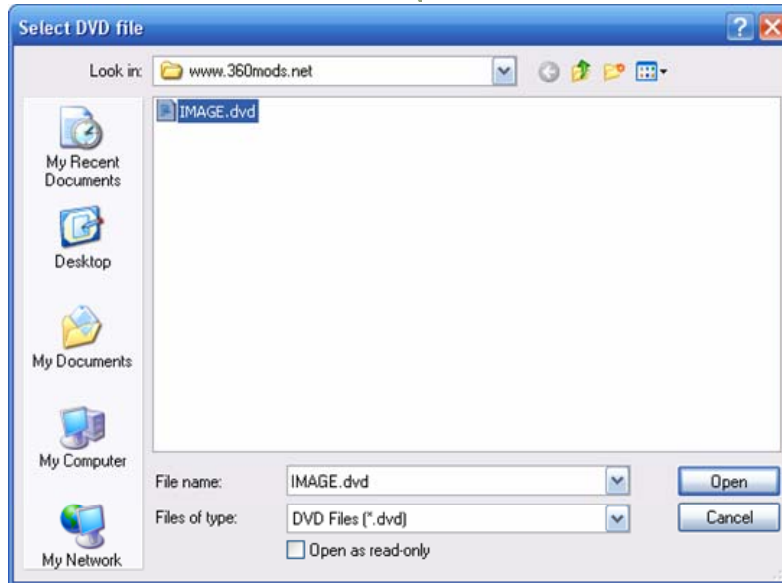 Select DVD file
Look in:
www.360mods.net
IMAGE.dvd
My Recent
Documents
Desktop
My Documents
My Computer
My Network
File name:
IMAGE.dvd
Open
Files of type:
DVD Files (*.dvd)
Cancel
Open as read-only